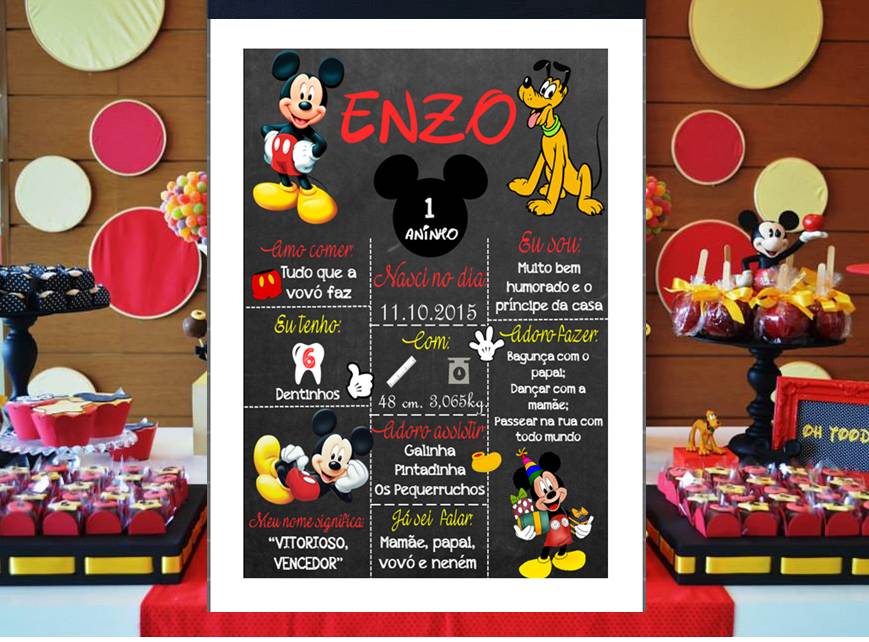 ENZO
1
ANINHO
Amo comer:
Tudo que a
vovó faz
Eu tenho:
6
Dentinhos
Meu nome significa:
“VITORIOSO,
VENCEDOR”
Nasci no dia:
11.10.2015
Com:
48 cm. 3,065kg.
Adoro assistir:
Galinha
Pintadinha
Os Pequerruchos
Já sei falar:
Mamãe, papai,
vovó e neném
Eu sou:
Muito bem
humorado e o
príncipe da casa
Adoro fazer:
Bagunça com o
papai;
Dançar com a
mamãe;
Passear na rua com
todo mundo
OH TOOD